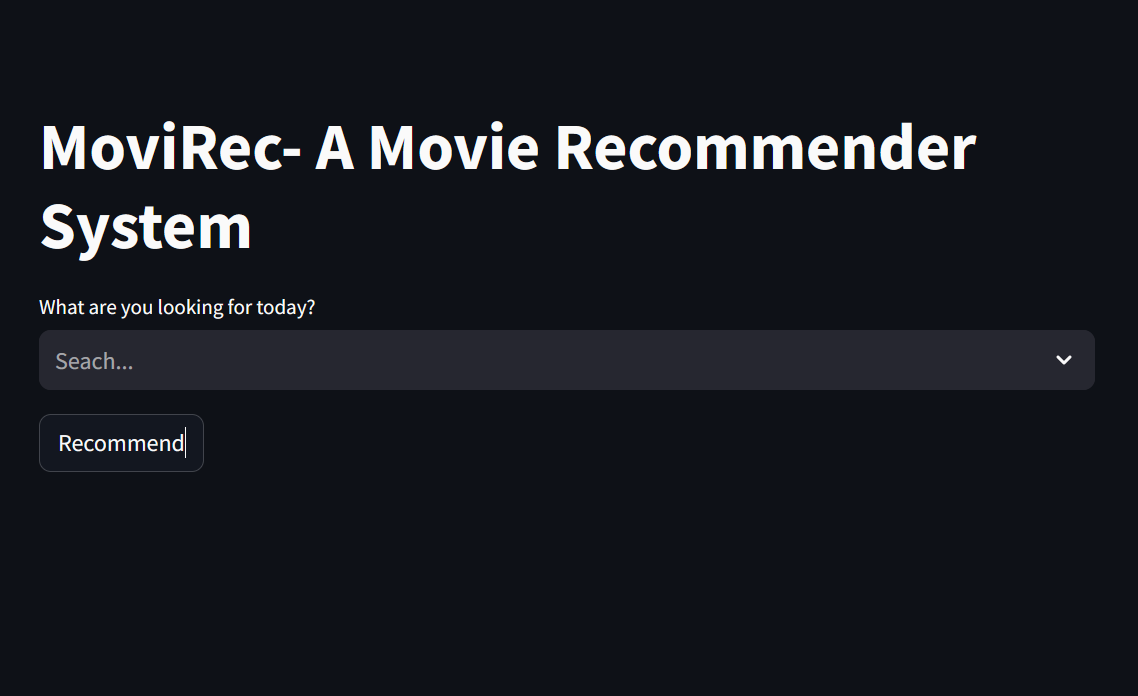 MoviRec- A Movie Recommender
System
What are you looking for today?
Seach...
Recommend